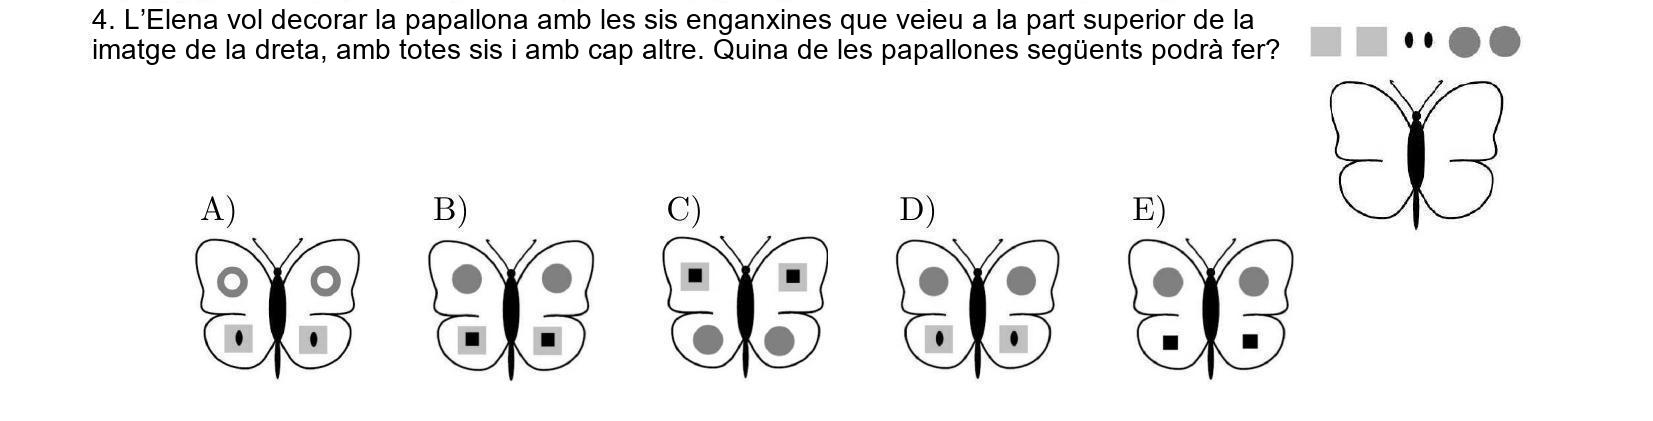 4. L’Elena vol decorar la papallona amb les sis enganxines que veieu a la part superior de la
imatge de la dreta, amb totes sis i amb cap altre. Quina de les papallones següents podrà fer?
A) B) C) D) E)